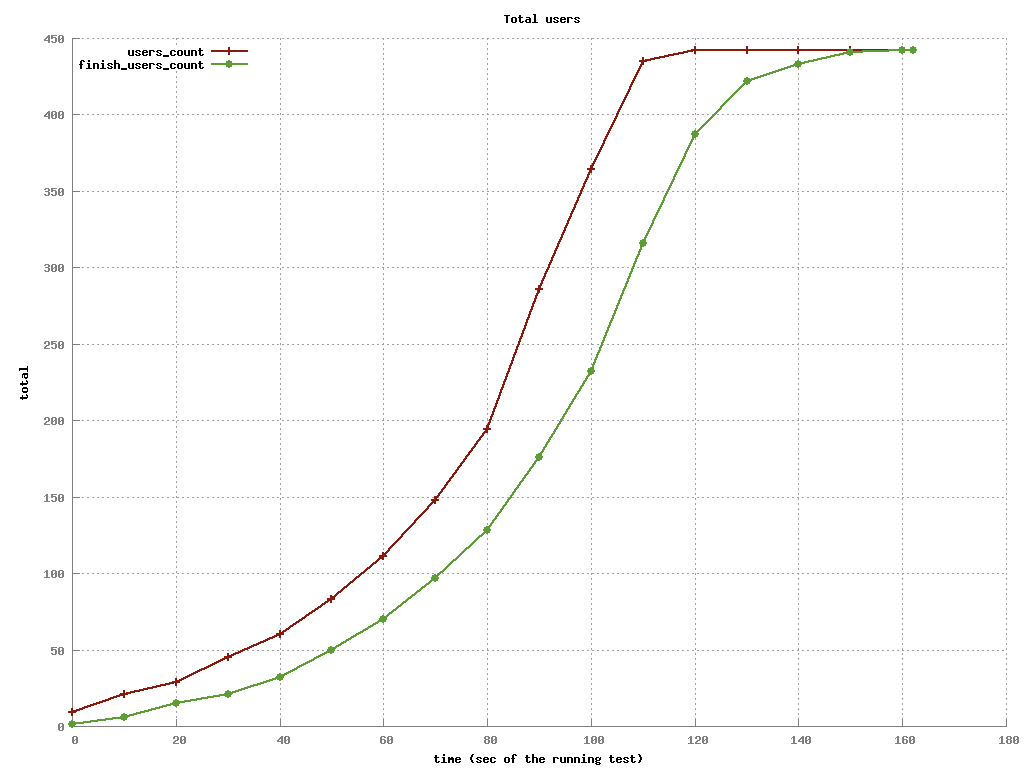 Total users
users_count
finish_users_count
450
400
350
300
250
200
150
100
50
0
total
0 20 40 60 80 100 120 140 160 180
time (sec of the running test)